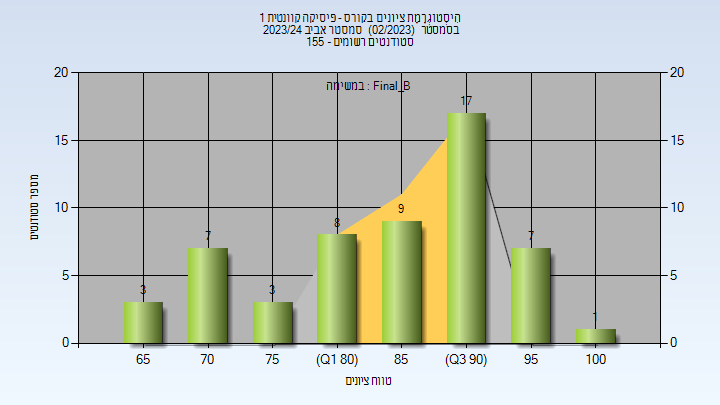 היסטוגרמת ציונים בקורס - פיסיקה קוונטית 1
בסמסטר (02/2023) סמסטר אביב 2023/24
סטודנטים רשומים - 155
במשימה : Final_B
20 20
15 15
10 10
5 5
0 0
מספר סטודנטים
3 7 3 8 9 17 7 1
65 70 75 (Q1 80) 85 (Q3 90) 95 100
טווח ציונים